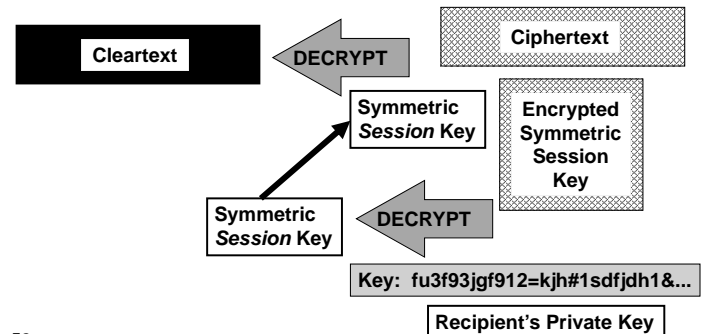 Cleartext
DECRYPT
Ciphertext
Symmetric
Session Key
Encrypted
Symmetric
Session
Key
Symmetric
Session Key
DECRYPT
Key: fu3f93jgf912=kjh#1sdfjdh1&...
Recipient's Private Key